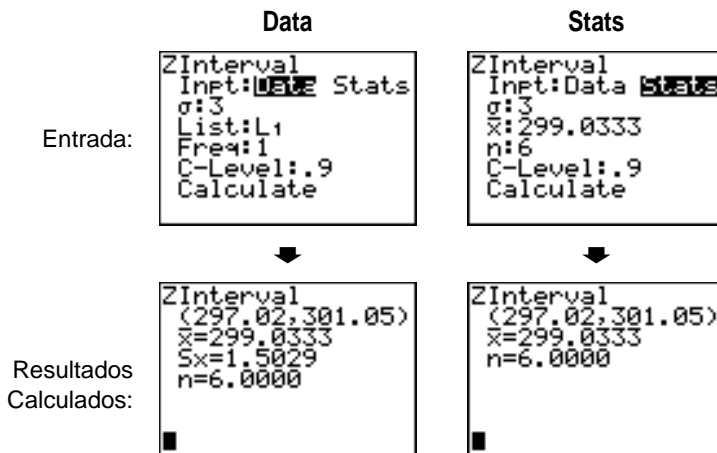 Data
Stats
Entrada:
ZInterval
Inpt:Data Stats
σ:3
List:L₁
Freq:1
C-Level:.9
Calculate
ZInterval
Inpt:Data Stats
σ:3
x̄:299.0333
n:6
C-Level:.9
Calculate
Resultados
Calculados:
ZInterval
(297.02,301.05)
x̄=299.0333
Sx=1.5029
n=6.0000
ZInterval
(297.02,301.05)
x̄=299.0333
n=6.0000